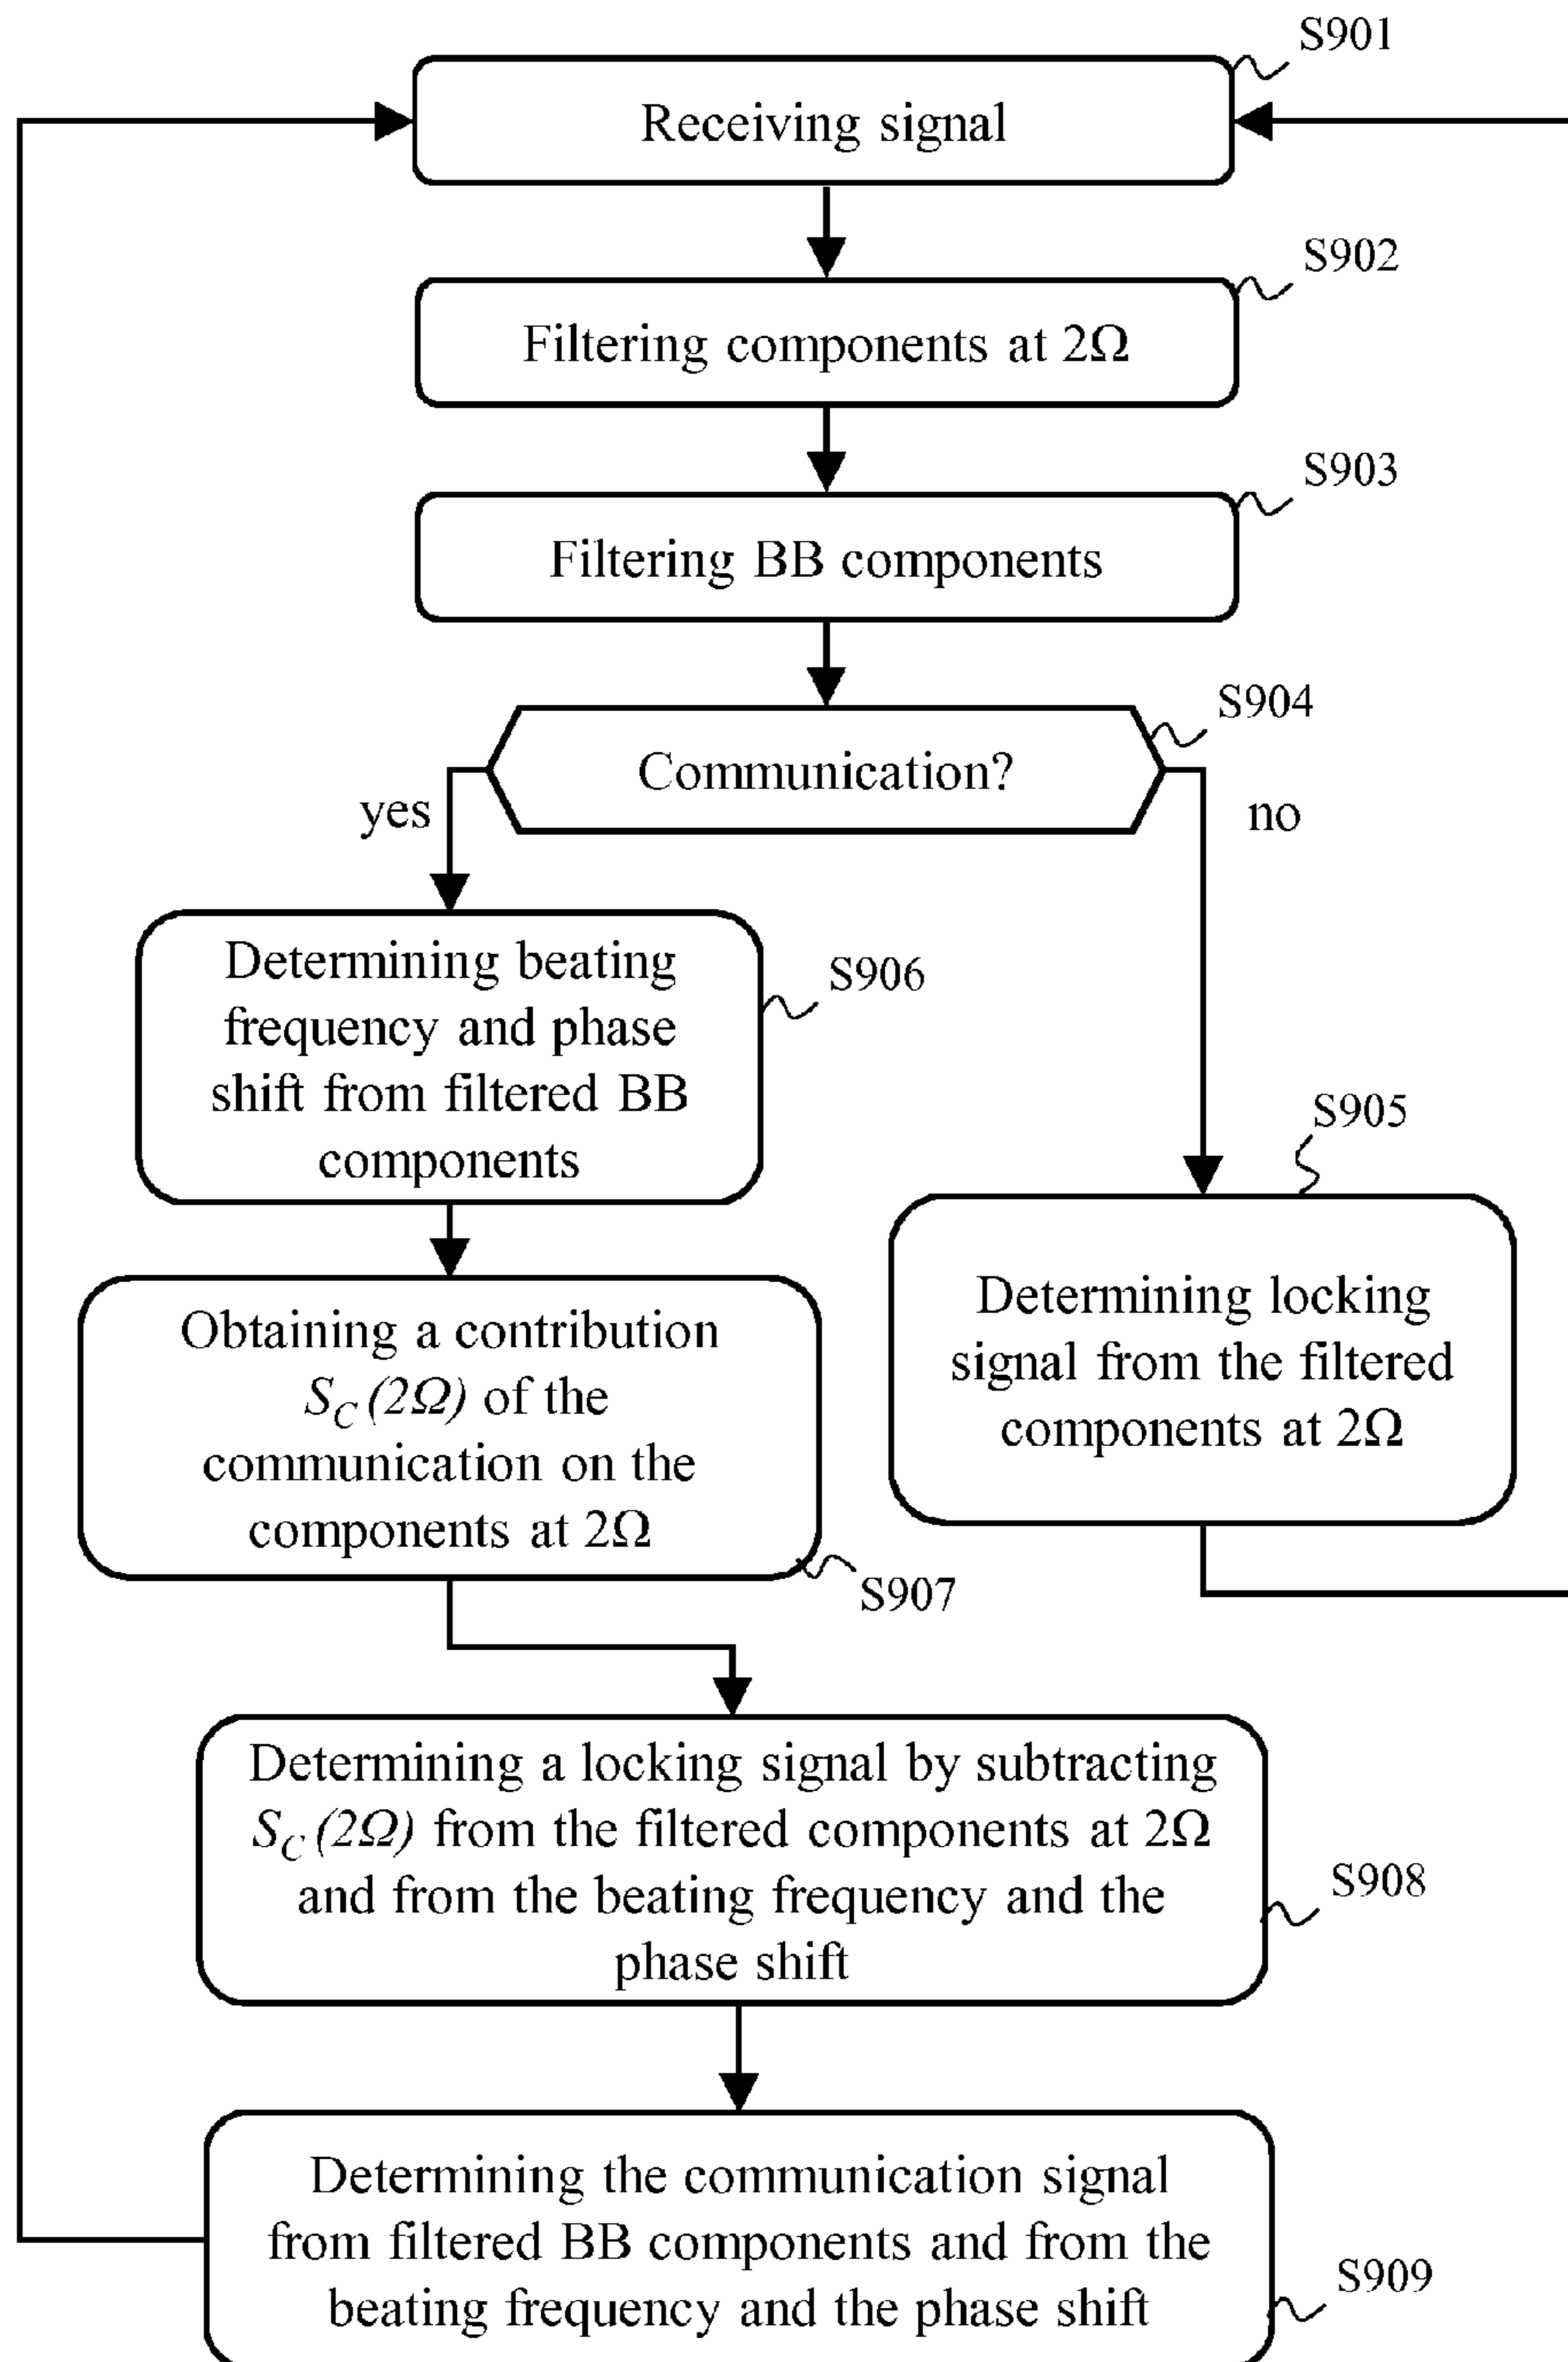 S901
Receiving signal
S902
Filtering components at 2Ω
S903
Filtering BB components
S904
Communication?
yes
no
Determining beating
frequency and phase
shift from filtered BB
components
S906
S905
Determining locking
signal from the filtered
components at 2Ω
Obtaining a contribution
S_C(2Ω) of the
communication on the
components at 2Ω
S907
Determining a locking signal by subtracting
S_C(2Ω) from the filtered components at 2Ω
and from the beating frequency and the
phase shift
S908
Determining the communication signal
from filtered BB components and from the
beating frequency and the phase shift
S909